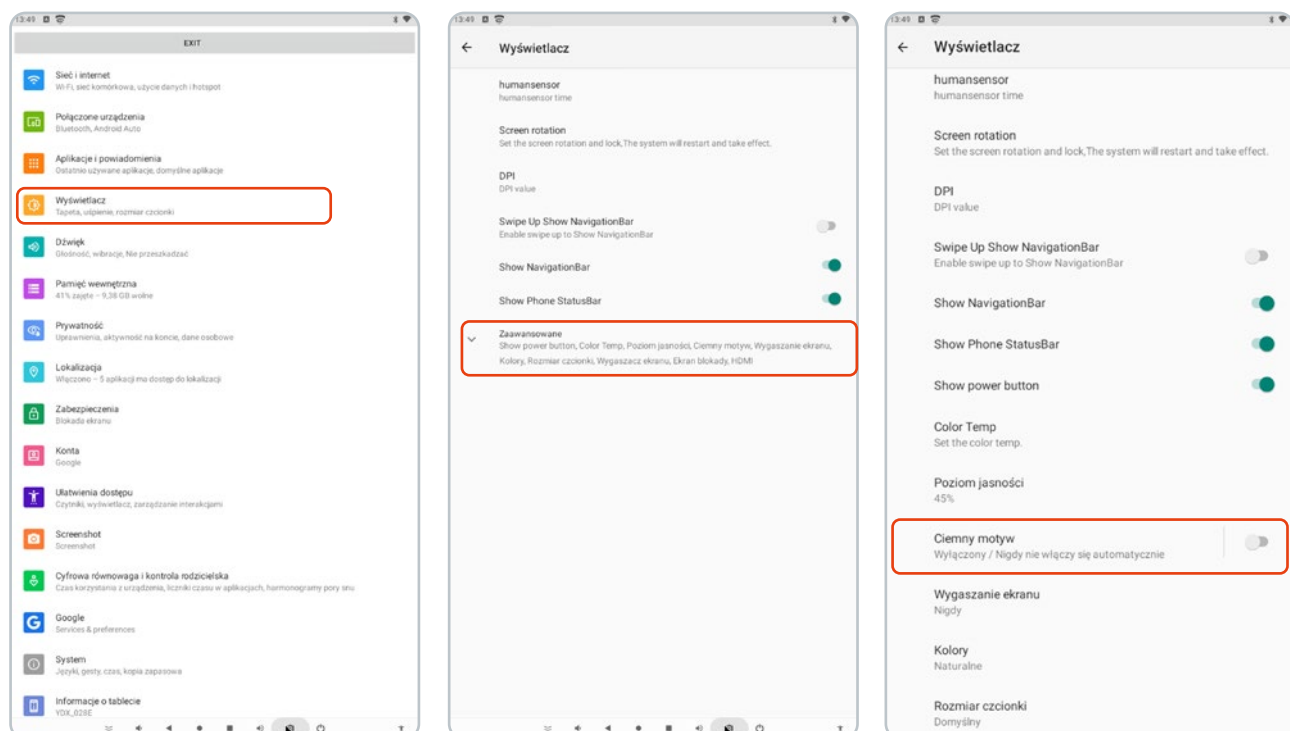 13:49
EXIT
Sieć i internet
Wi-Fi, sieć komórkowa, użycie danych i hotspot
Połączone urządzenia
Bluetooth, Android Auto
Aplikacje i powiadomienia
Ostatnio używane aplikacje, domyślne aplikacje
Wyświetlacz
Tapeta, uśpienie, rozmiar czcionki
Dźwięk
Głośność, wibracje, Nie przeszkadzać
Pamięć wewnętrzna
41% zajęte – 9,38 GB wolne
Prywatność
Uprawnienia, aktywność na koncie, dane osobowe
Lokalizacja
Włączono – 5 aplikacji ma dostęp do lokalizacji
Zabezpieczenia
Blokada ekranu
Konta
Google
Ułatwienia dostępu
Czytniki, wyświetlacz, zarządzanie interakcjami
Screenshot
Screenshot
Cyfrowa równowaga i kontrola rodzicielska
Czas korzystania z urządzenia, liczniki czasu w aplikacjach, harmonogramy pory snu
Google
Services & preferences
System
Języki, gesty, czas, kopia zapasowa
Informacje o tablecie
YDX_028E
13:49
Wyświetlacz
humansensor
humansensor time
Screen rotation
Set the screen rotation and lock,The system will restart and take effect.
DPI
DPI value
Swipe Up Show NavigationBar
Enable swipe up to Show NavigationBar
Show NavigationBar
Show Phone StatusBar
Zaawansowane
Show power button, Color Temp, Poziom jasności, Ciemny motyw, Wygaszanie ekranu,
Kolory, Rozmiar czcionki, Wygaszacz ekranu, Ekran blokady, HDMI
13:49
Wyświetlacz
humansensor
humansensor time
Screen rotation
Set the screen rotation and lock,The system will restart and take effect.
DPI
DPI value
Swipe Up Show NavigationBar
Enable swipe up to Show NavigationBar
Show NavigationBar
Show Phone StatusBar
Show power button
Color Temp
Set the color temp.
Poziom jasności
45%
Ciemny motyw
Wyłączony / Nigdy nie włączy się automatycznie
Wygaszanie ekranu
Nigdy
Kolory
Naturalne
Rozmiar czcionki
Domyślny